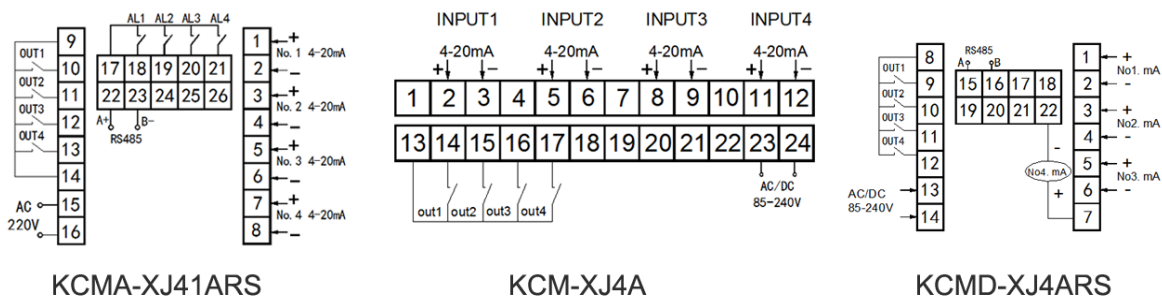 AL1 AL2 AL3 AL4
OUT1
OUT2
OUT3
OUT4
AC
220V
9
10
11
12
13
14
15
16
17 18 19 20 21
22 23 24 25 26
A+ B-
RS485
1
2
3
4
5
6
7
8
+
No. 1 4-20mA
-
+
No. 2 4-20mA
-
+
No. 3 4-20mA
-
+
No. 4 4-20mA
-
KCMA-XJ41ARS
INPUT1 INPUT2 INPUT3 INPUT4
4-20mA 4-20mA 4-20mA 4-20mA
+ - + - + - + -
1 2 3 4 5 6 7 8 9 10 11 12
13 14 15 16 17 18 19 20 21 22 23 24
out1 out2 out3 out4
AC/DC
85-240V
KCM-XJ4A
OUT1
OUT2
OUT3
OUT4
AC/DC
85-240V
8
9
10
11
12
13
14
RS485
A B
15 16 17 18
19 20 21 22
-
No4. mA
+
1
2
3
4
5
6
7
+
No1. mA
-
+
No2. mA
-
+
No3. mA
-
KCMD-XJ4ARS